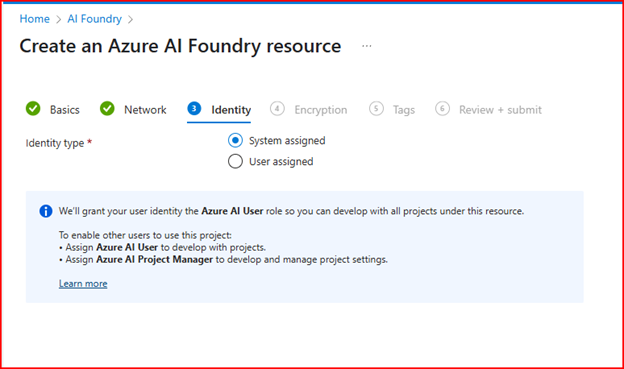 Home > AI Foundry >
Create an Azure AI Foundry resource ...
Basics Network 3 Identity 4 Encryption 5 Tags 6 Review + submit
Identity type * System assigned
User assigned
We'll grant your user identity the Azure AI User role so you can develop with all projects under this resource.
To enable other users to use this project:
• Assign Azure AI User to develop with projects.
• Assign Azure AI Project Manager to develop and manage project settings.
Learn more